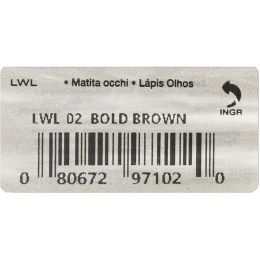 LWL • Matita occhi • Lápis Olhos
INGR
LWL 02 BOLD BROWN
0 80672 97102 0